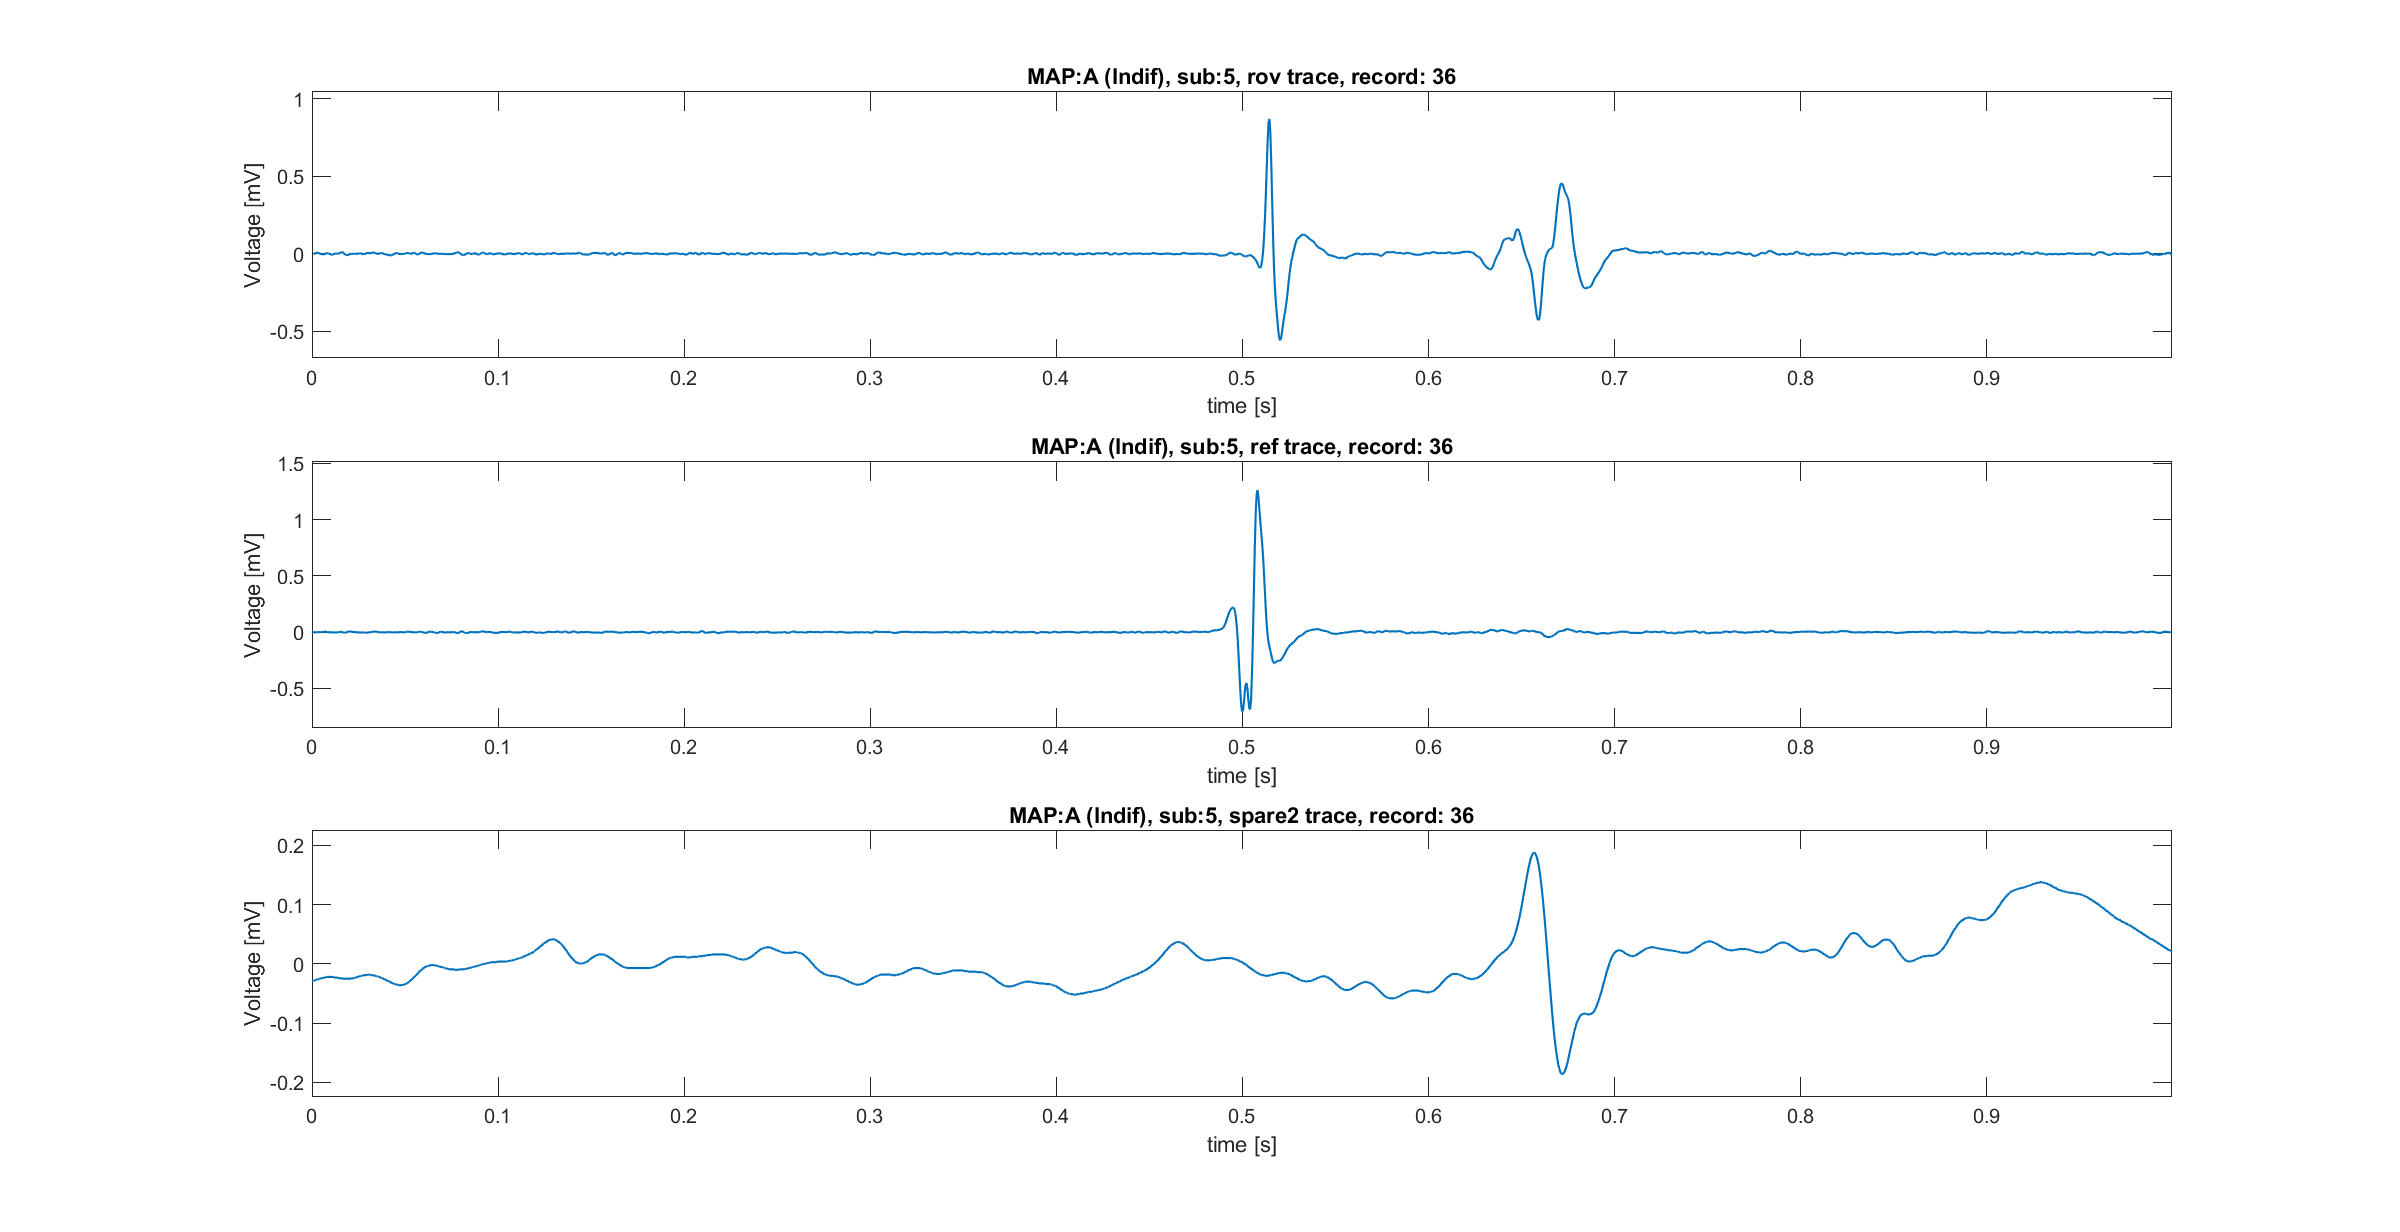 MAP:A (Indif), sub:5, rov trace, record: 36
1
0.5
0
-0.5
Voltage [mV]
0 0.1 0.2 0.3 0.4 0.5 0.6 0.7 0.8 0.9
time [s]
MAP:A (Indif), sub:5, ref trace, record: 36
1.5
1
0.5
0
-0.5
Voltage [mV]
0 0.1 0.2 0.3 0.4 0.5 0.6 0.7 0.8 0.9
time [s]
MAP:A (Indif), sub:5, spare2 trace, record: 36
0.2
0.1
0
-0.1
-0.2
Voltage [mV]
0 0.1 0.2 0.3 0.4 0.5 0.6 0.7 0.8 0.9
time [s]